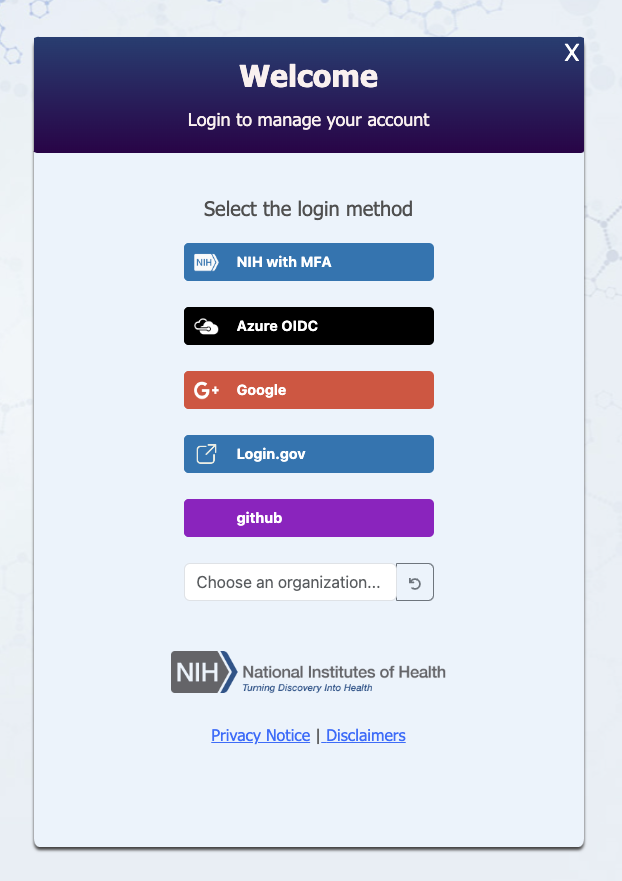 X
Welcome
Login to manage your account
Select the login method
NIH NIH with MFA
Azure OIDC
G+ Google
Login.gov
github
Choose an organization...
NIH National Institutes of Health
Turning Discovery Into Health
Privacy Notice | Disclaimers